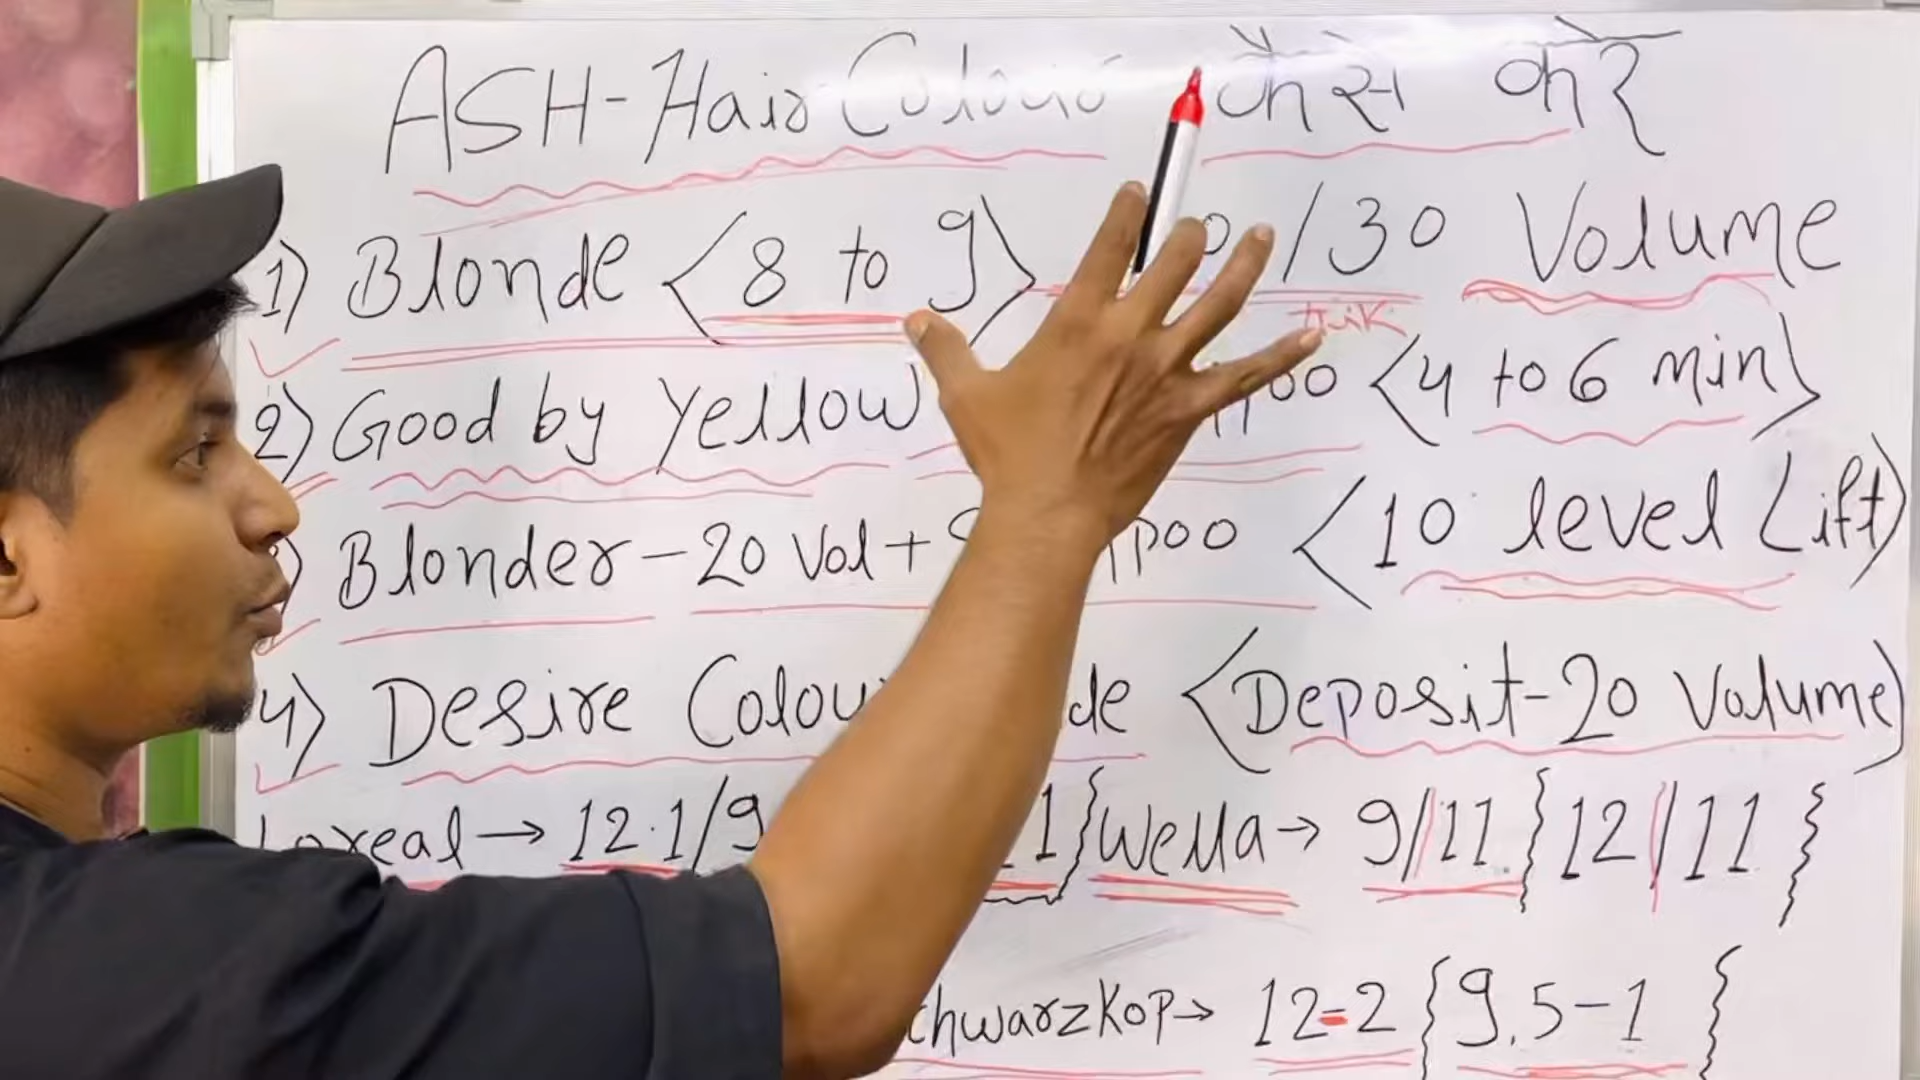 ASH-Hair Colour कैसे करें
1) Blonde <8 to 9> /30 Volume
2) Good by Yellow <4 to 6 min>
Blonder-20 Vol+ <10 level Lift>
4) Desire <Deposit-20 Volume>
Loreal → 12.1/9 1} Wella → 9/11 } 12/11 }
chwarzkop → 12-2 { 9.5-1 }